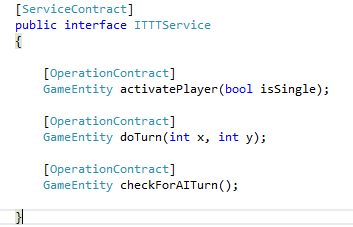 [ServiceContract]
public interface ITTTService
{
[OperationContract]
GameEntity activatePlayer(bool isSingle);
[OperationContract]
GameEntity doTurn(int x, int y);
[OperationContract]
GameEntity checkForAITurn();
}